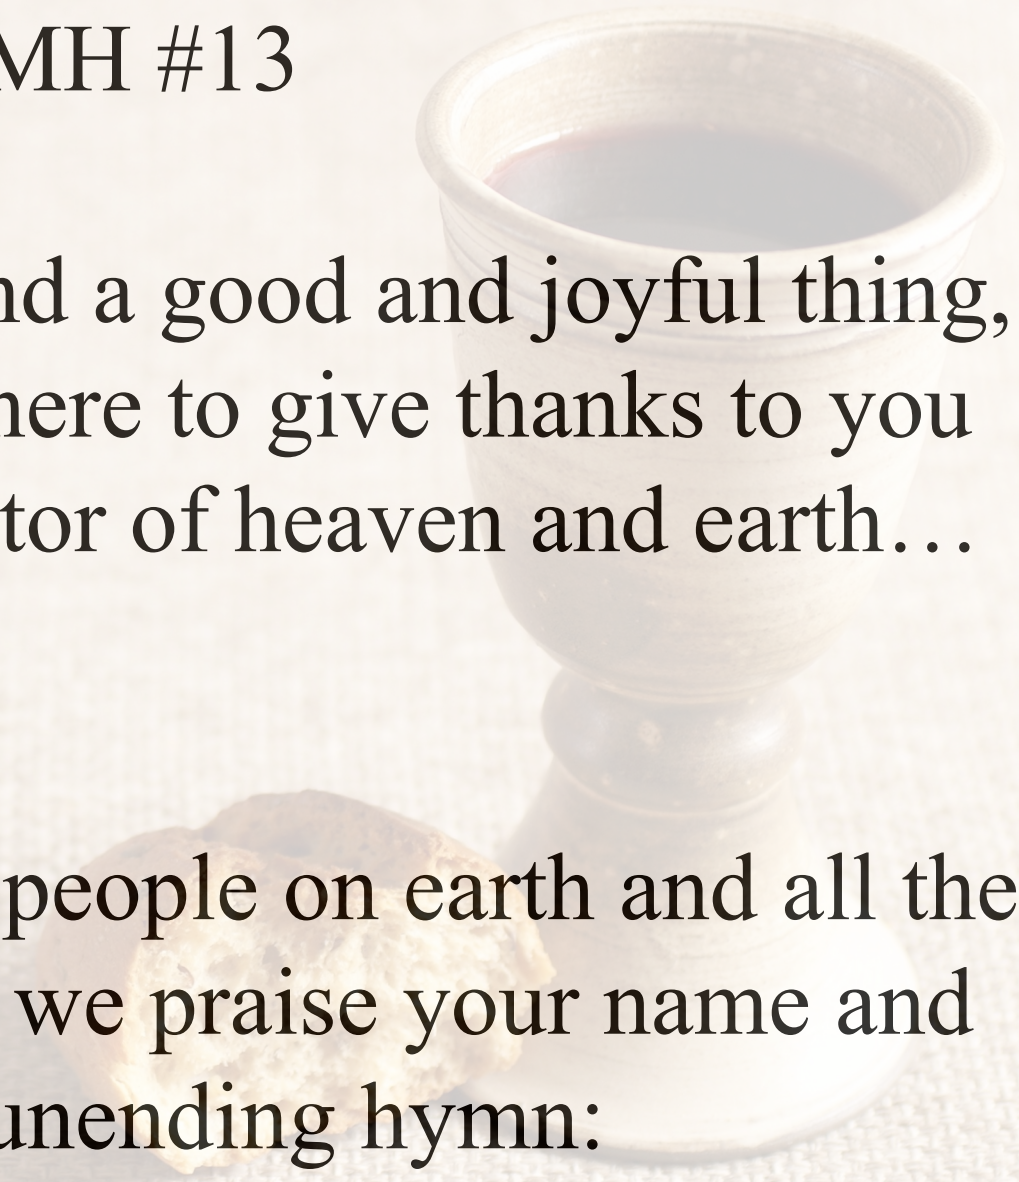 MH #13
nd a good and joyful thing,
here to give thanks to you
tor of heaven and earth…
people on earth and all the
we praise your name and
unending hymn: